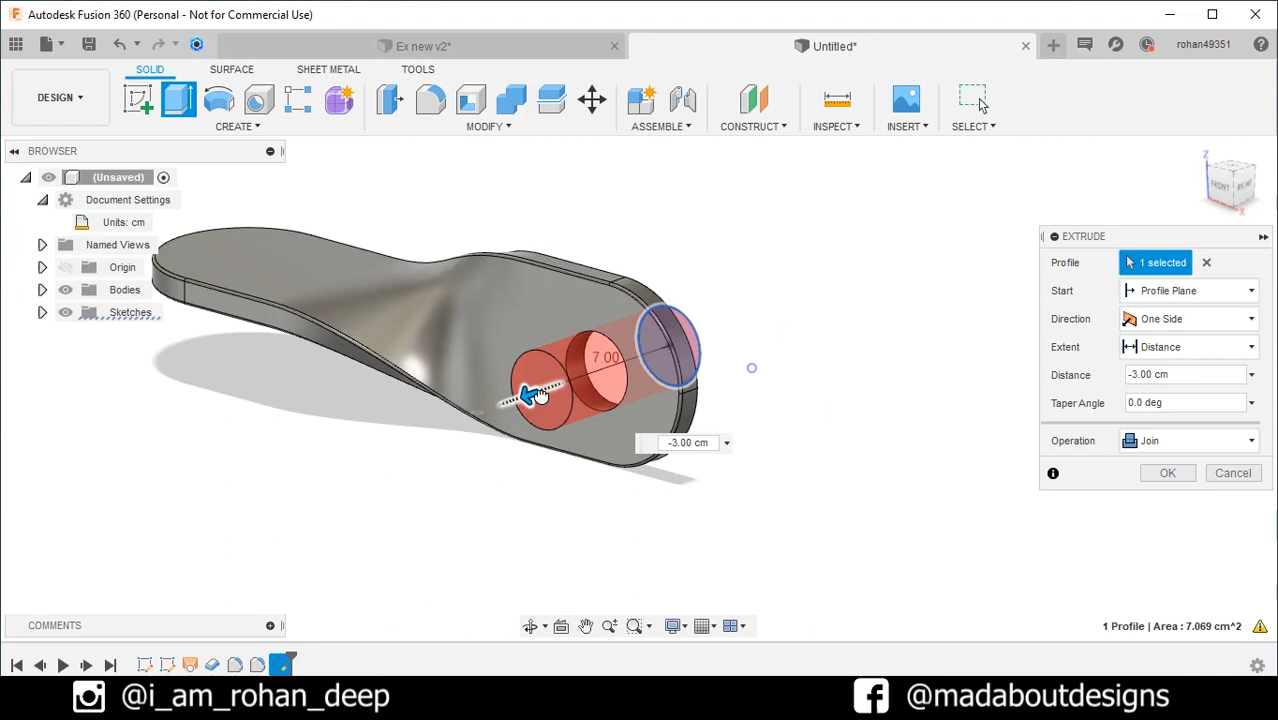 Autodesk Fusion 360 (Personal - Not for Commercial Use)
Ex new v2*
Untitled*
rohan49351
SOLID SURFACE SHEET METAL TOOLS
DESIGN
CREATE MODIFY ASSEMBLE CONSTRUCT INSPECT INSERT SELECT
BROWSER
(Unsaved)
Document Settings
Units: cm
Named Views
Origin
Bodies
Sketches
Z
FRONT
RIGHT
X
7.00
-3.00 cm
EXTRUDE
Profile 1 selected
Start Profile Plane
Direction One Side
Extent Distance
Distance -3.00 cm
Taper Angle 0.0 deg
Operation Join
OK Cancel
COMMENTS
1 Profile | Area : 7.069 cm^2
@i_am_rohan_deep @madaboutdesigns